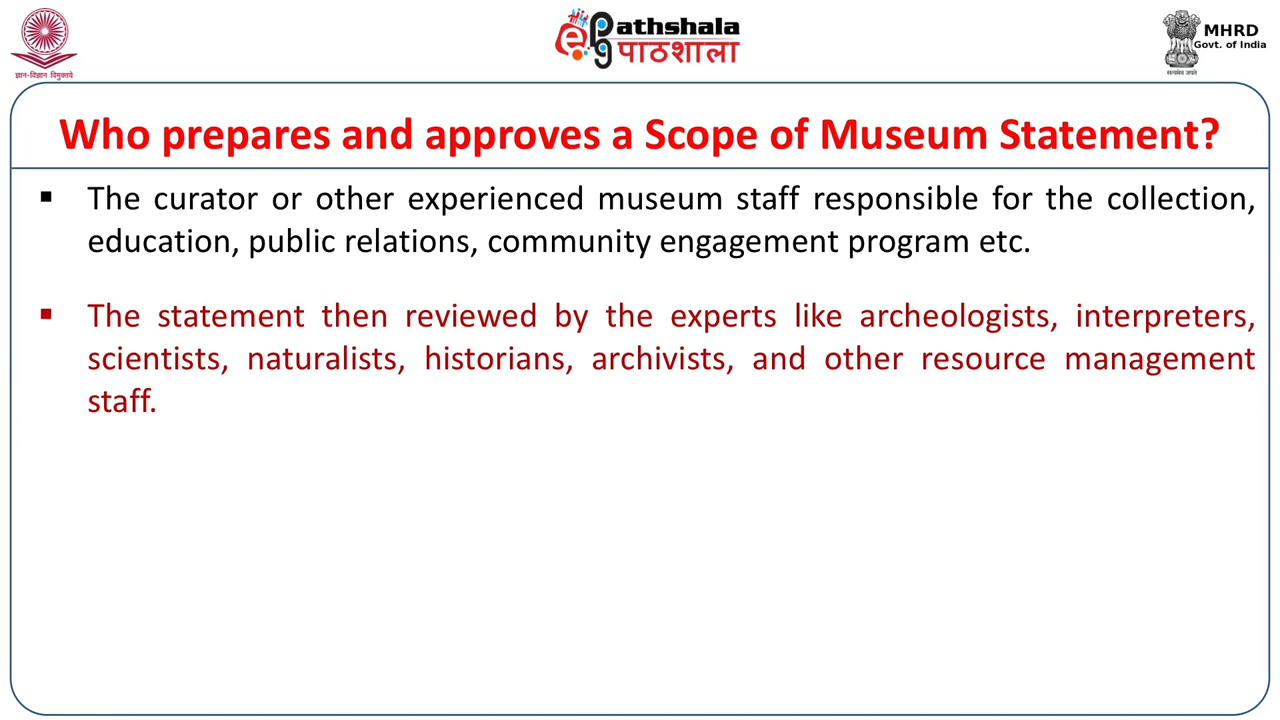 ज्ञान-विज्ञान विमुक्तये
ePG Pathshala
पाठशाला
सत्यमेव जयते
MHRD
Govt. of India
Who prepares and approves a Scope of Museum Statement?
▪ The curator or other experienced museum staff responsible for the collection,
education, public relations, community engagement program etc.
▪ The statement then reviewed by the experts like archeologists, interpreters,
scientists, naturalists, historians, archivists, and other resource management
staff.